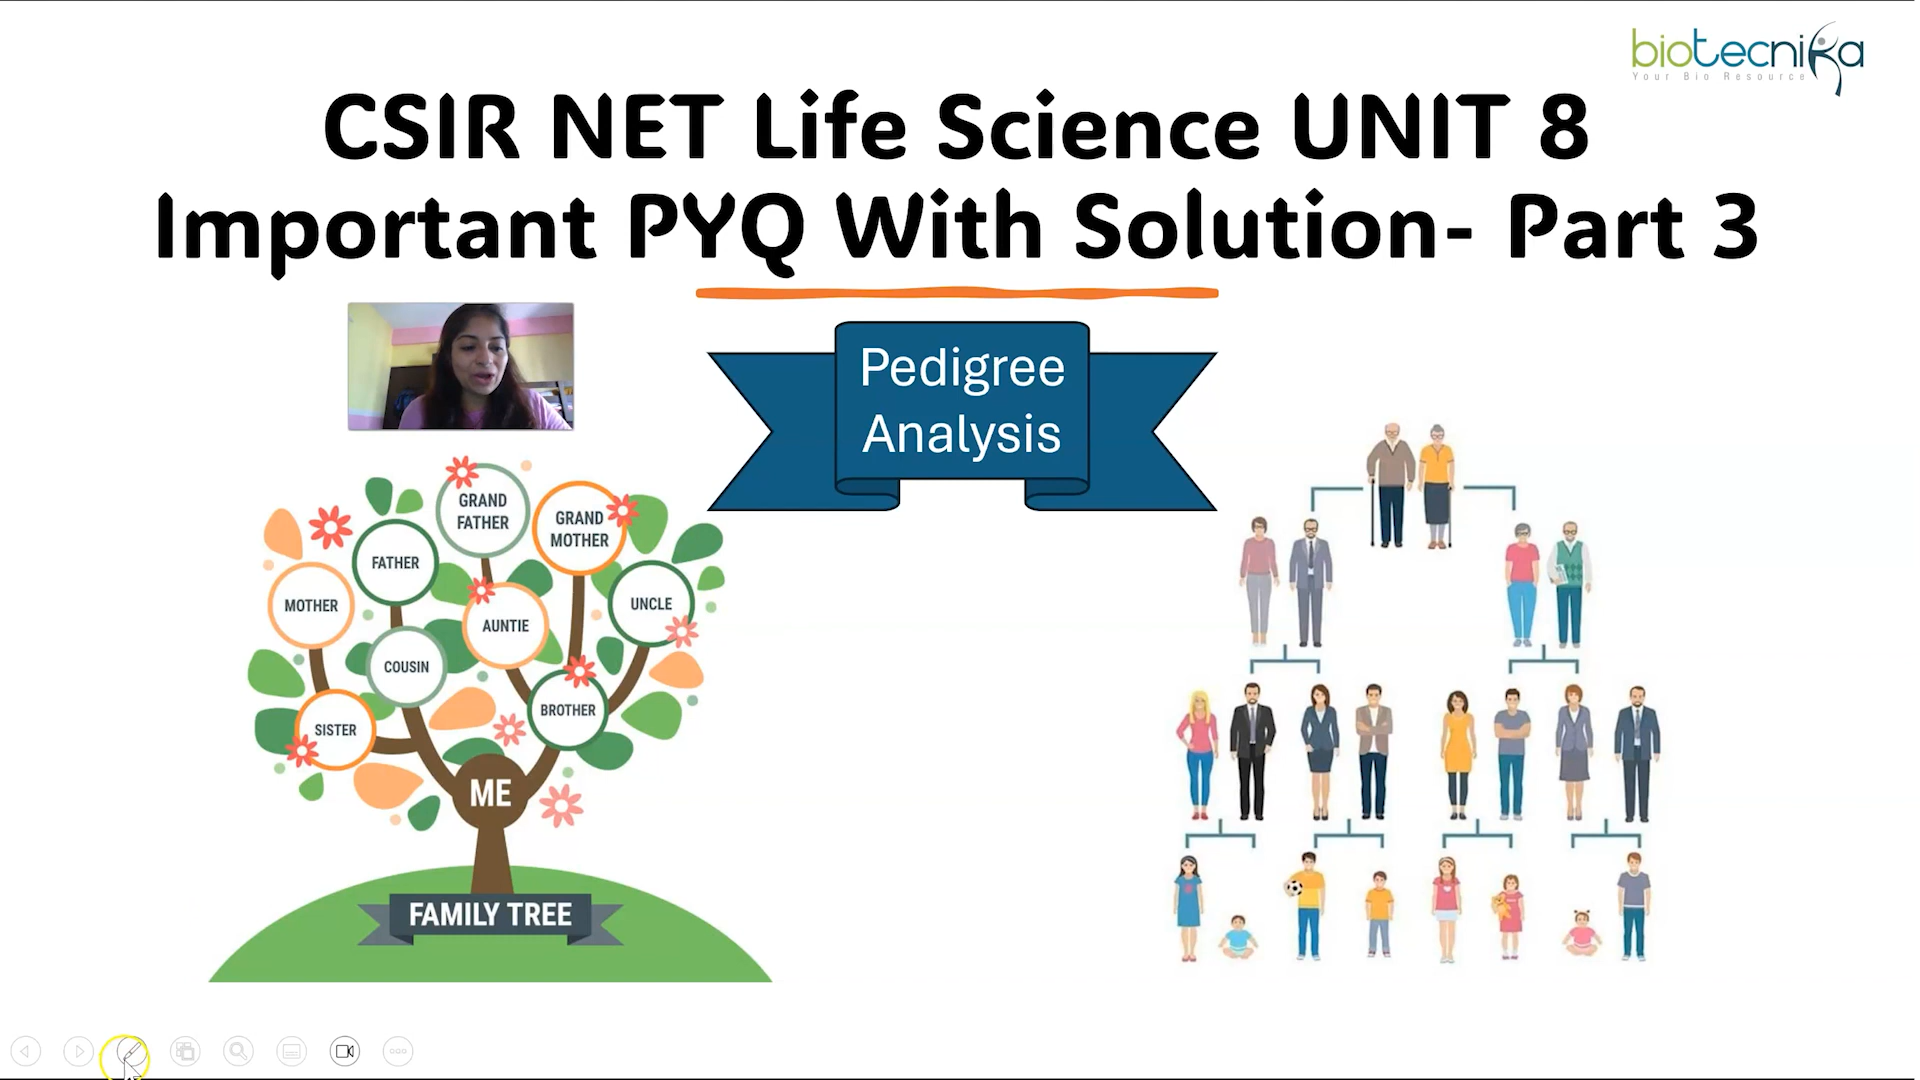 biotecnika
Your Bio Resource
CSIR NET Life Science UNIT 8
Important PYQ With Solution- Part 3
Pedigree
Analysis
GRAND
FATHER
GRAND
MOTHER
FATHER
MOTHER
UNCLE
AUNTIE
COUSIN
BROTHER
SISTER
ME
FAMILY TREE